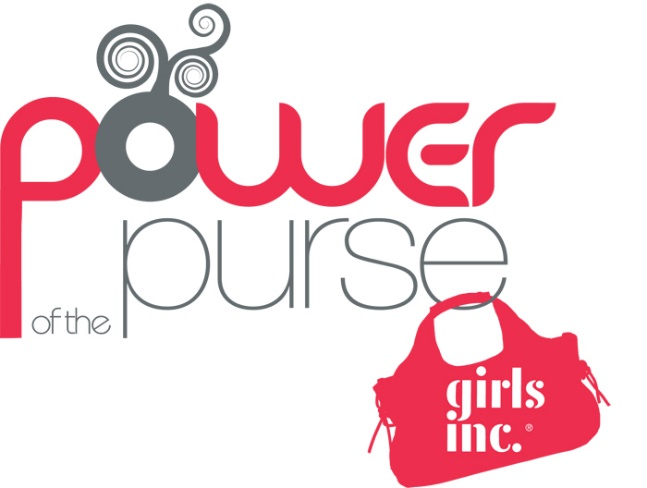 power
of the purse
girls
inc.®